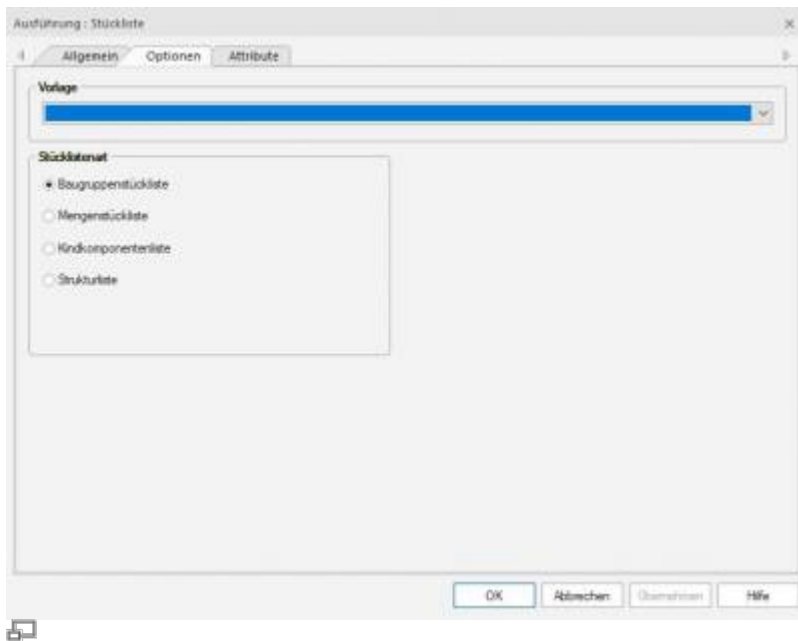 Ausführung : Stückliste
Allgemein
Optionen
Attribute
Vorlage
Stücklistenart
Baugruppenstückliste
Mengenstückliste
Kindkomponentenliste
Strukturliste
OK
Abbrechen
Übernehmen
Hilfe